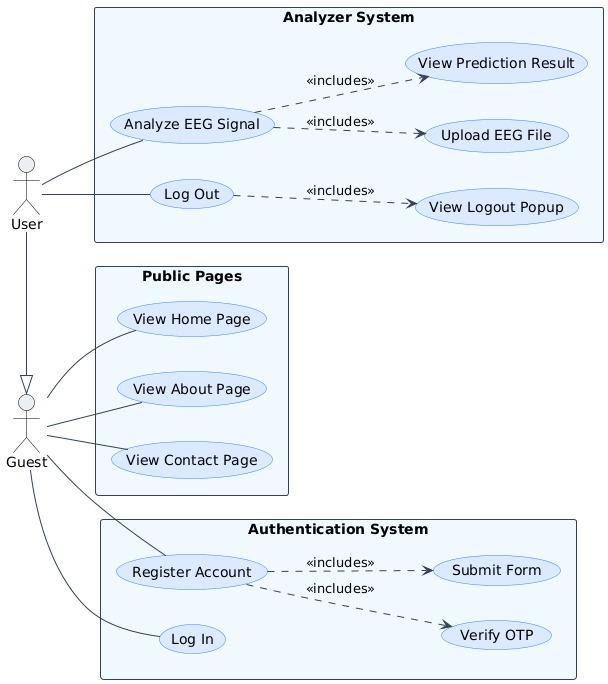 Analyzer System
View Prediction Result
«includes»
Analyze EEG Signal
«includes»
Upload EEG File
Log Out
«includes»
View Logout Popup
User
Public Pages
View Home Page
View About Page
View Contact Page
Guest
Authentication System
Register Account
«includes»
Submit Form
«includes»
Verify OTP
Log In